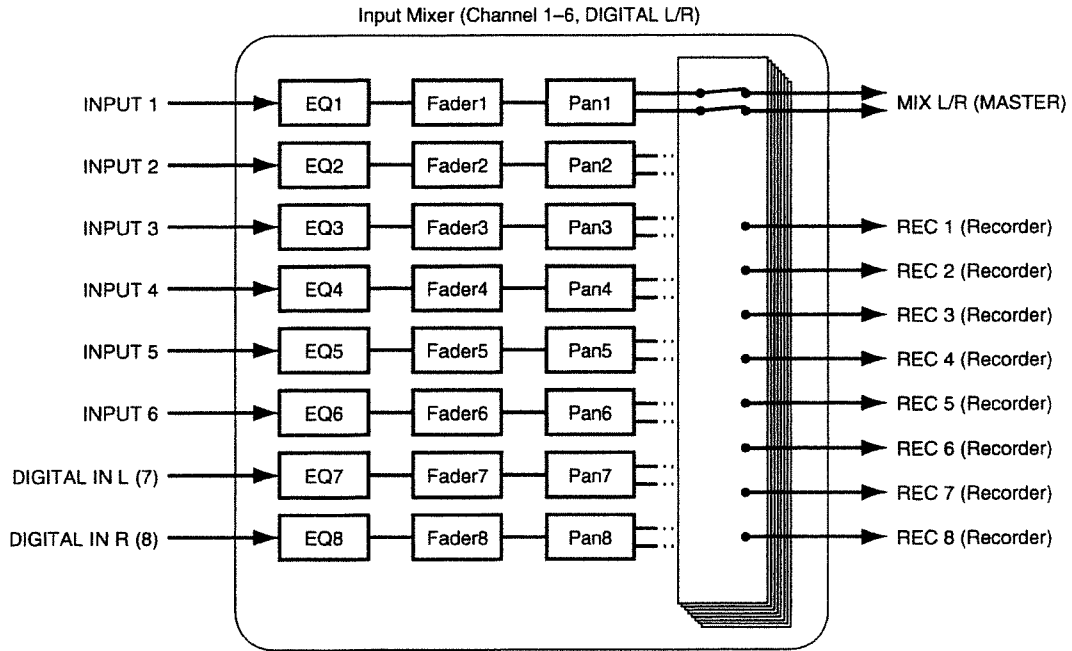 Input Mixer (Channel 1–6, DIGITAL L/R)
INPUT 1 EQ1 Fader1 Pan1 MIX L/R (MASTER)
INPUT 2 EQ2 Fader2 Pan2
INPUT 3 EQ3 Fader3 Pan3 REC 1 (Recorder)
REC 2 (Recorder)
INPUT 4 EQ4 Fader4 Pan4
REC 3 (Recorder)
INPUT 5 EQ5 Fader5 Pan5 REC 4 (Recorder)
INPUT 6 EQ6 Fader6 Pan6 REC 5 (Recorder)
REC 6 (Recorder)
DIGITAL IN L (7) EQ7 Fader7 Pan7
REC 7 (Recorder)
DIGITAL IN R (8) EQ8 Fader8 Pan8 REC 8 (Recorder)